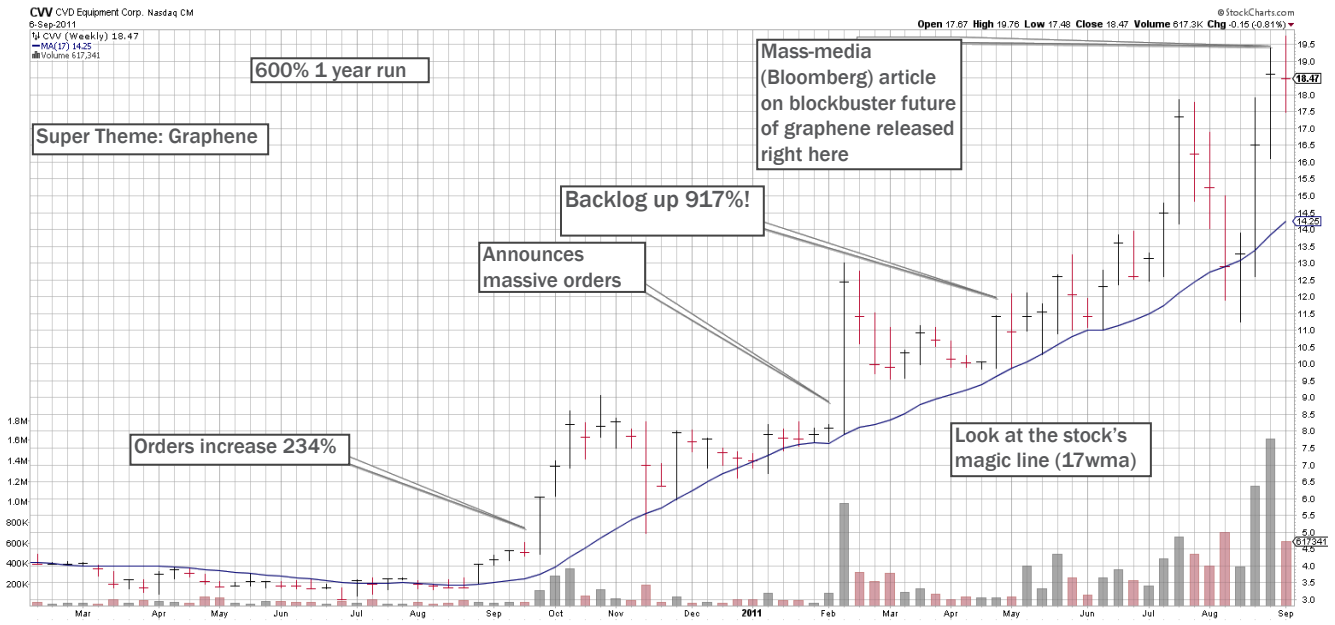 CVV CVD Equipment Corp. Nasdaq CM
© StockCharts.com
6-Sep-2011
Open 17.67 High 19.76 Low 17.48 Close 18.47 Volume 617.3K Chg -0.15 (-0.81%)
CVV (Weekly) 18.47
MA(17) 14.25
Volume 617,341
600% 1 year run
Super Theme: Graphene
Mass-media
(Bloomberg) article
on blockbuster future
of graphene released
right here
Backlog up 917%!
Announces
massive orders
Orders increase 234%
Look at the stock's
magic line (17wma)
19.5
18.47
18.0
17.5
17.0
16.5
16.0
15.5
15.0
14.5
14.25
14.0
13.5
13.0
12.5
12.0
11.5
11.0
10.5
10.0
9.5
9.0
8.5
8.0
7.5
7.0
6.5
6.0
5.5
5.0
617341
4.5
4.0
3.5
3.0
1.8M
1.6M
1.4M
1.2M
1.0M
800K
600K
400K
200K
Mar Apr May Jun Jul Aug Sep Oct Nov Dec 2011 Feb Mar Apr May Jun Jul Aug Sep